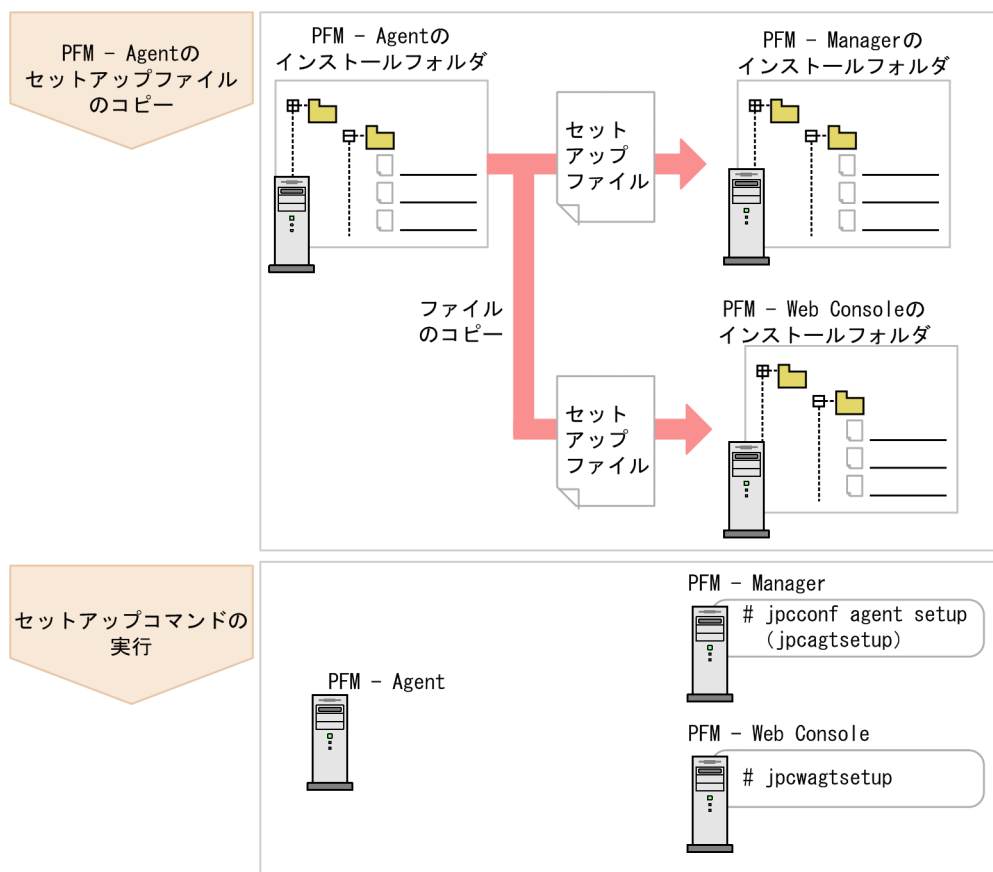 PFM − Agentの
セットアップファイル
のコピー
PFM − Agentの
インストールフォルダ
PFM − Managerの
インストールフォルダ
セット
アップ
ファイル
ファイル
のコピー
PFM − Web Consoleの
インストールフォルダ
セット
アップ
ファイル
セットアップコマンドの
実行
PFM − Agent
PFM − Manager
# jpcconf agent setup
(jpcagtsetup)
PFM − Web Console
# jpcwagtsetup